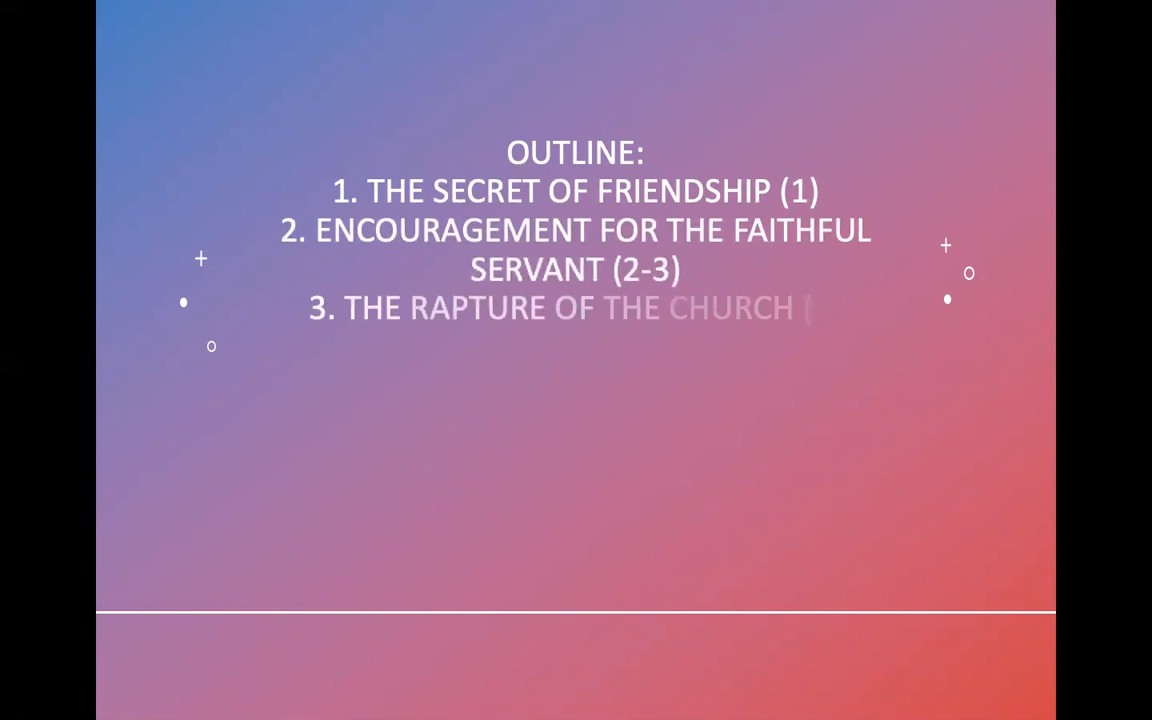 OUTLINE:
1. THE SECRET OF FRIENDSHIP (1)
2. ENCOURAGEMENT FOR THE FAITHFUL
SERVANT (2-3)
3. THE RAPTURE OF THE CHURCH (